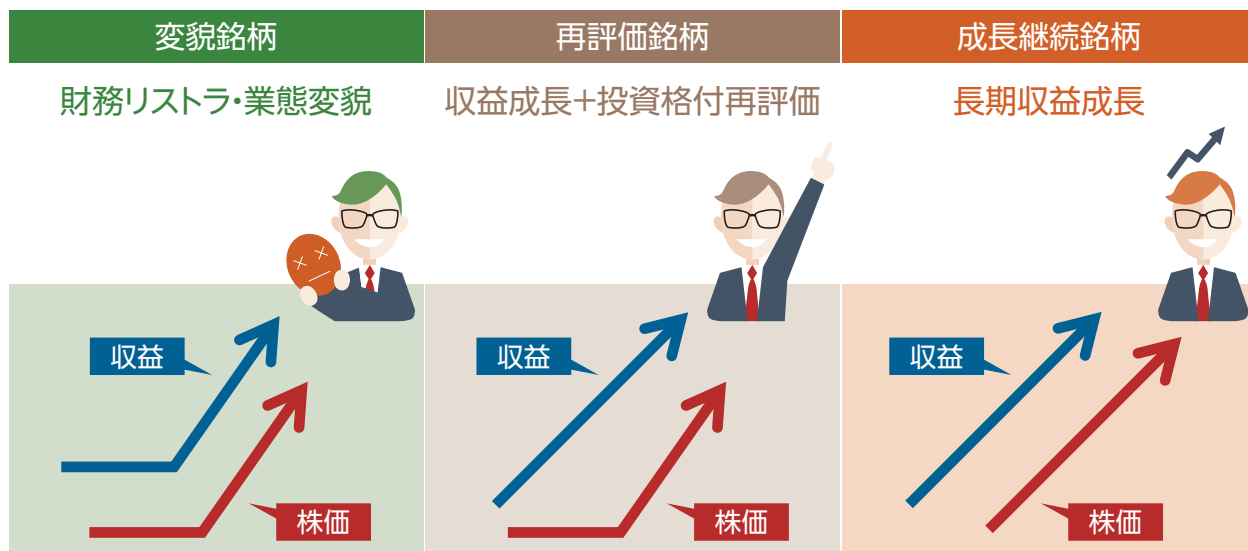 変貌銘柄
財務リストラ・業態変貌
収益
株価
再評価銘柄
収益成長+投資格付再評価
収益
株価
成長継続銘柄
長期収益成長
収益
株価